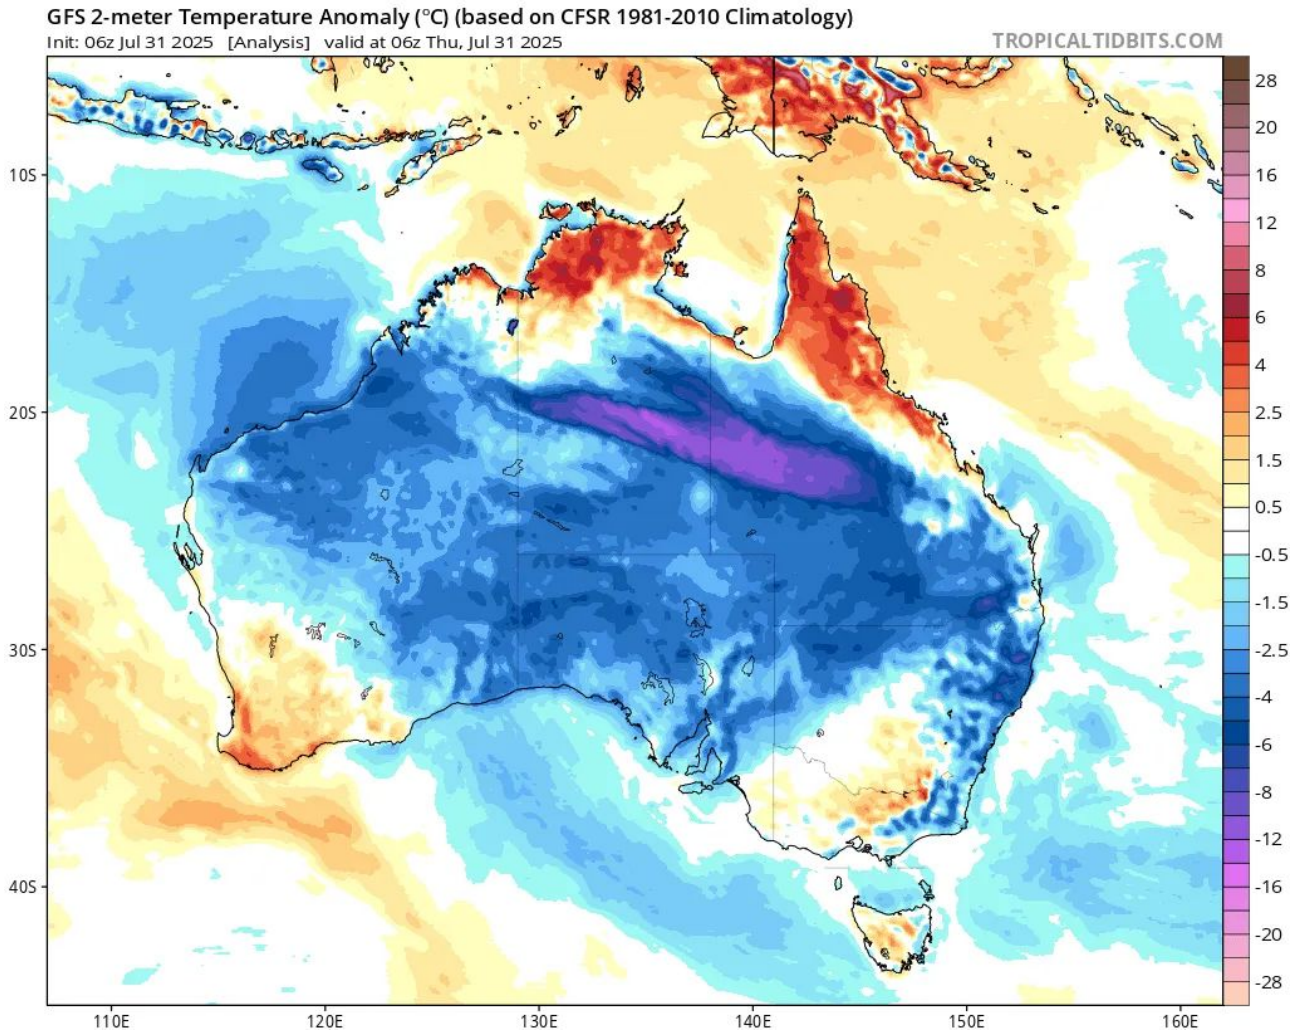 GFS 2-meter Temperature Anomaly (°C) (based on CFSR 1981-2010 Climatology)
Init: 06z Jul 31 2025 [Analysis] valid at 06z Thu, Jul 31 2025
TROPICALTIDBITS.COM
28
20
16
12
8
6
4
2.5
1.5
0.5
-0.5
-1.5
-2.5
-4
-6
-8
-12
-16
-20
-28
10S
20S
30S
40S
110E
120E
130E
140E
150E
160E